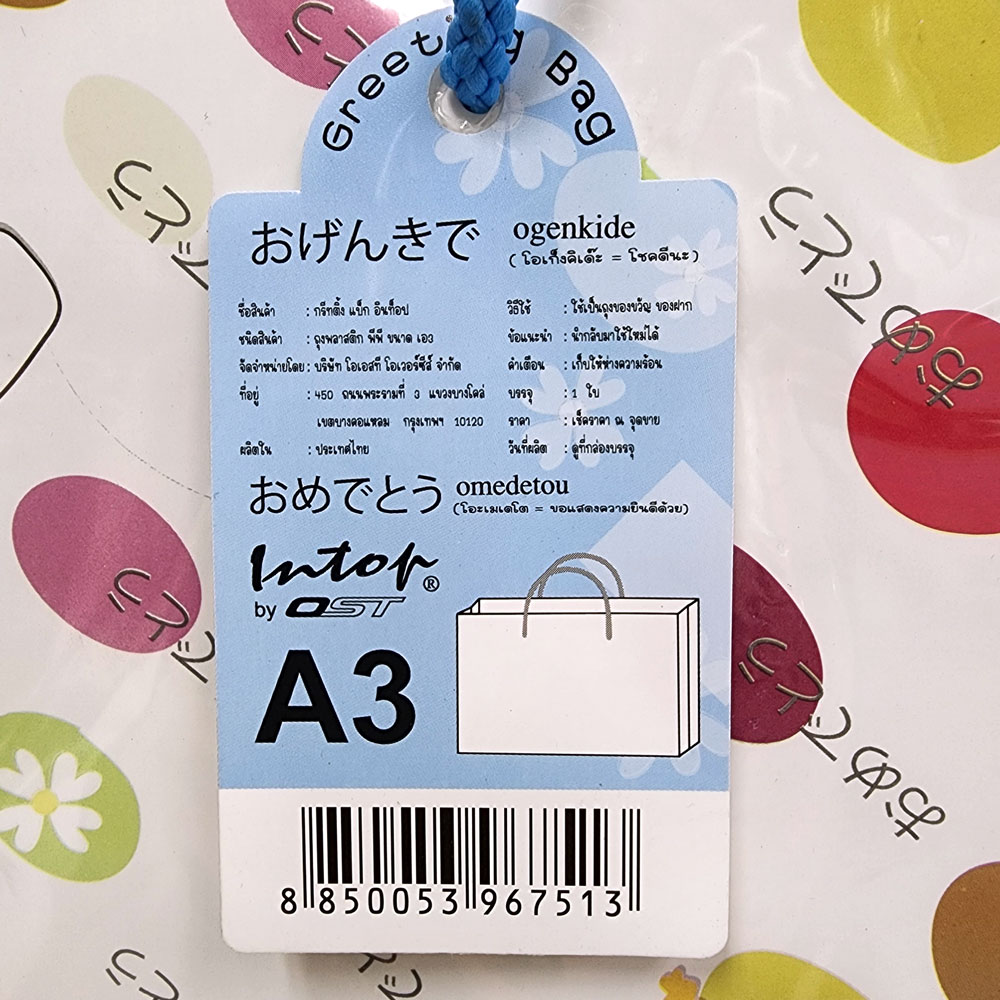 Greeting Bag
おげんきで ogenkide
( โอเก็งคิเด๊ะ = โชคดีนะ )
ชื่อสินค้า : กรีทติ้ง แบ็ก อินท็อป
ชนิดสินค้า : ถุงพลาสติก พีพี ขนาด เอ3
จัดจำหน่ายโดย : บริษัท โอเอสที โอเวอร์ซีส์ จำกัด
ที่อยู่ : 450 ถนนพระรามที่ 3 แขวงบางโคล่
เขตบางคอแหลม กรุงเทพฯ 10120
ผลิตใน : ประเทศไทย
วิธีใช้ : ใช้เป็นถุงของขวัญ ของฝาก
ข้อแนะนำ : นำกลับมาใช้ใหม่ได้
คำเตือน : เก็บให้ห่างความร้อน
บรรจุ : 1 ใบ
ราคา : เช็คราคา ณ จุดขาย
วันที่ผลิต : ดูที่กล่องบรรจุ
おめでとう omedetou
(โอะเมเดโต = ขอแสดงความยินดีด้วย)
Intop®
by OST
A3
8 850053 967513
おめでとう
おめでとう